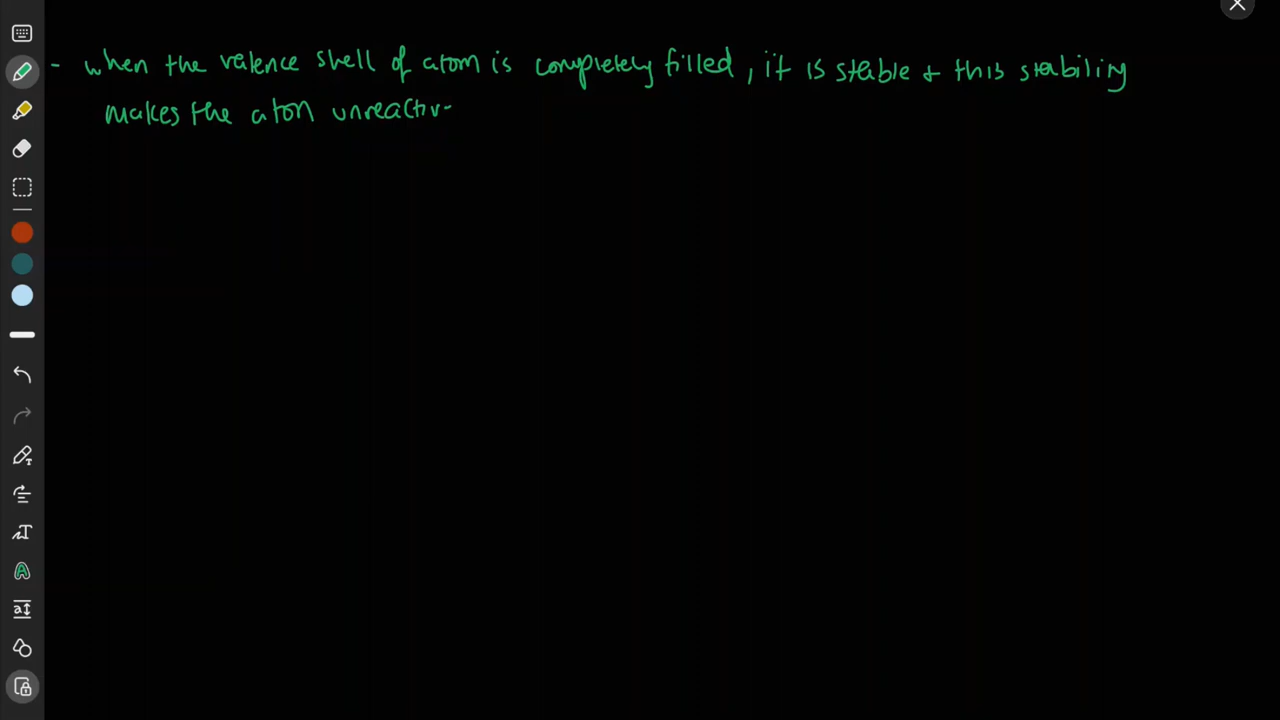 - when the valence shell of atom is completely filled, it is stable + this stability
makes the atom unreactiv